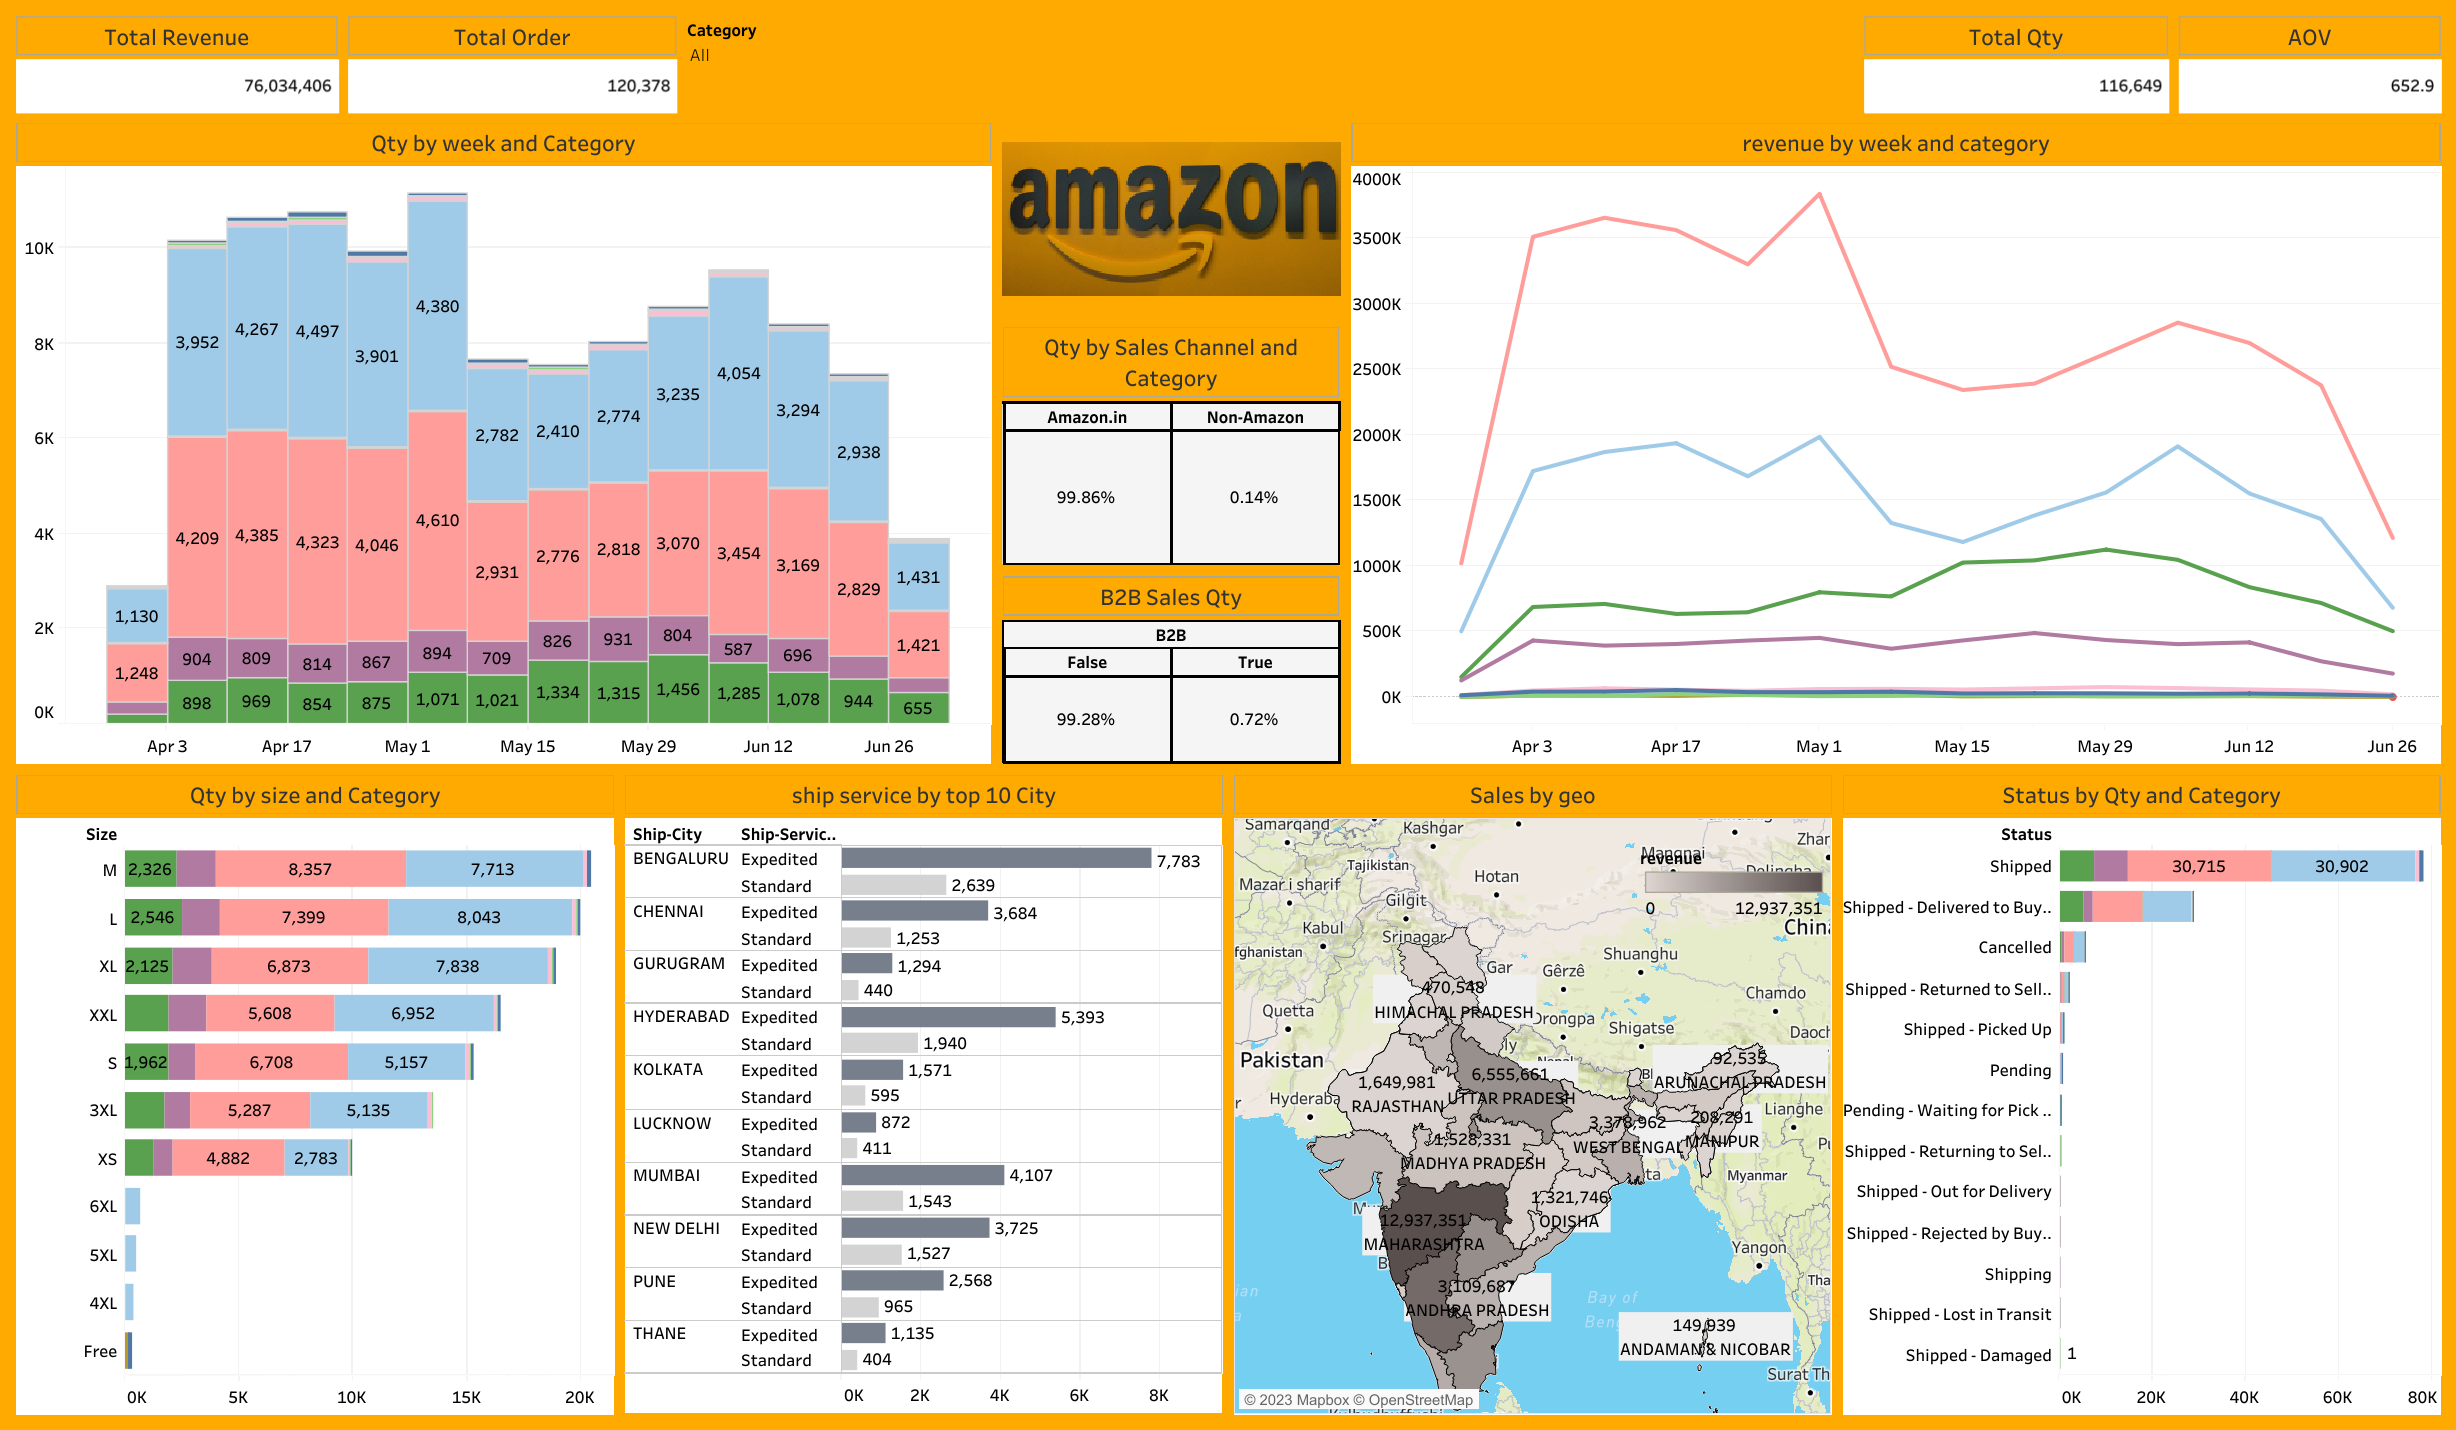 Total Revenue
76,034,406
Total Order
120,378
Category
All
Total Qty
116,649
AOV
652.9
Qty by week and Category
10K
8K
6K
4K
2K
0K
1,130
1,248
3,952
4,209
904
898
4,267
4,385
809
969
4,497
4,323
814
854
3,901
4,046
867
875
4,380
4,610
894
1,071
2,782
2,931
709
1,021
2,410
2,776
826
1,334
2,774
2,818
931
1,315
3,235
3,070
804
1,456
4,054
3,454
587
1,285
3,294
3,169
696
1,078
2,938
2,829
944
1,431
1,421
655
Apr 3 Apr 17 May 1 May 15 May 29 Jun 12 Jun 26
amazon
Qty by Sales Channel and
Category
Amazon.in Non-Amazon
99.86% 0.14%
B2B Sales Qty
B2B
False True
99.28% 0.72%
revenue by week and category
4000K
3500K
3000K
2500K
2000K
1500K
1000K
500K
0K
Apr 3 Apr 17 May 1 May 15 May 29 Jun 12 Jun 26
Qty by size and Category
Size
M 2,326 8,357 7,713
L 2,546 7,399 8,043
XL 2,125 6,873 7,838
XXL 5,608 6,952
S 1,962 6,708 5,157
3XL 5,287 5,135
XS 4,882 2,783
6XL
5XL
4XL
Free
0K 5K 10K 15K 20K
ship service by top 10 City
Ship-City Ship-Servic..
BENGALURU Expedited 7,783
Standard 2,639
CHENNAI Expedited 3,684
Standard 1,253
GURUGRAM Expedited 1,294
Standard 440
HYDERABAD Expedited 5,393
Standard 1,940
KOLKATA Expedited 1,571
Standard 595
LUCKNOW Expedited 872
Standard 411
MUMBAI Expedited 4,107
Standard 1,543
NEW DELHI Expedited 3,725
Standard 1,527
PUNE Expedited 2,568
Standard 965
THANE Expedited 1,135
Standard 404
0K 2K 4K 6K 8K
Sales by geo
Samarqand
Kashgar
Tajikistan
Mazar i sharif
Hotan
Gilgit
Kabul
Srinagar
fghanistan
Mangnai
revenue
Delingha
0 12,937,351
China
Shuanghu
Gar
Gêrzê
470,548
HIMACHAL PRADESH
Chamdo
Quetta
Drongpa
Shigatse
Pakistan
Nepal
92,535
ARUNACHAL PRADESH
1,649,981
RAJASTHAN
6,555,661
UTTAR PRADESH
Lianghe
3,378,962
WEST BENGAL
208,291
MANIPUR
1,528,331
MADHYA PRADESH
Myanmar
1,321,746
ODISHA
12,937,351
MAHARASHTRA
Yangon
3,109,687
ANDHRA PRADESH
Bay of
149,939
ANDAMAN & NICOBAR
Surat Th
© 2023 Mapbox © OpenStreetMap
Status by Qty and Category
Status
Shipped 30,715 30,902
Shipped - Delivered to Buy..
Cancelled
Shipped - Returned to Sell..
Shipped - Picked Up
Pending
Pending - Waiting for Pick ..
Shipped - Returning to Sel..
Shipped - Out for Delivery
Shipped - Rejected by Buy..
Shipping
Shipped - Lost in Transit
Shipped - Damaged 1
0K 20K 40K 60K 80K